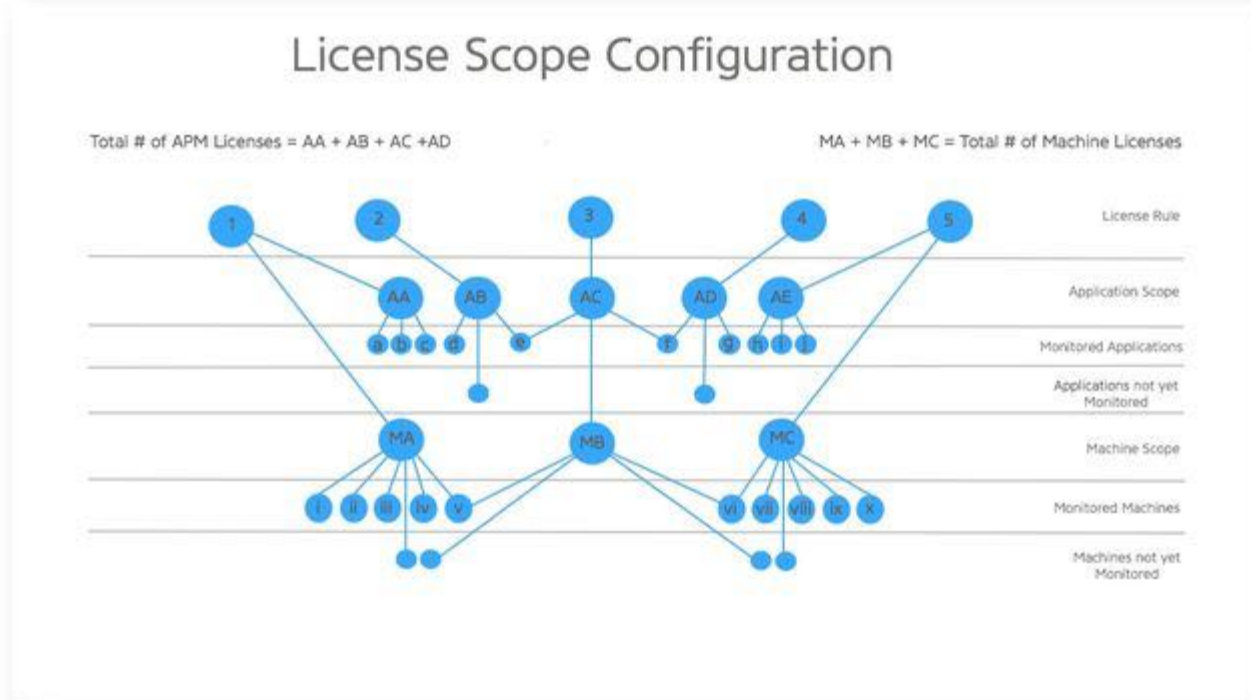 License Scope Configuration
Total # of APM Licenses = AA + AB + AC +AD
MA + MB + MC = Total # of Machine Licenses
1 2 3 4 5 License Rule
AA AB AC AD AE Application Scope
a b c d e f g h i j Monitored Applications
Applications not yet
Monitored
MA MB MC Machine Scope
i ii iii iv v vi vii viii ix x Monitored Machines
Machines not yet
Monitored